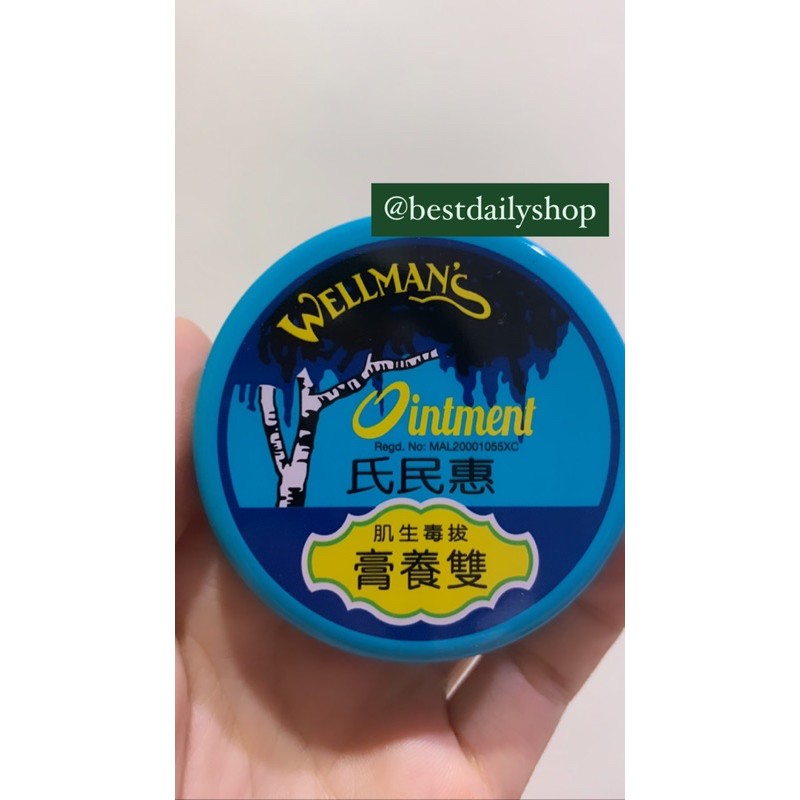 @bestdailyshop
WELLMAN'S
Ointment
Regd. No: MAL20001055XC
氏民惠
肌生毒拔
膏養雙